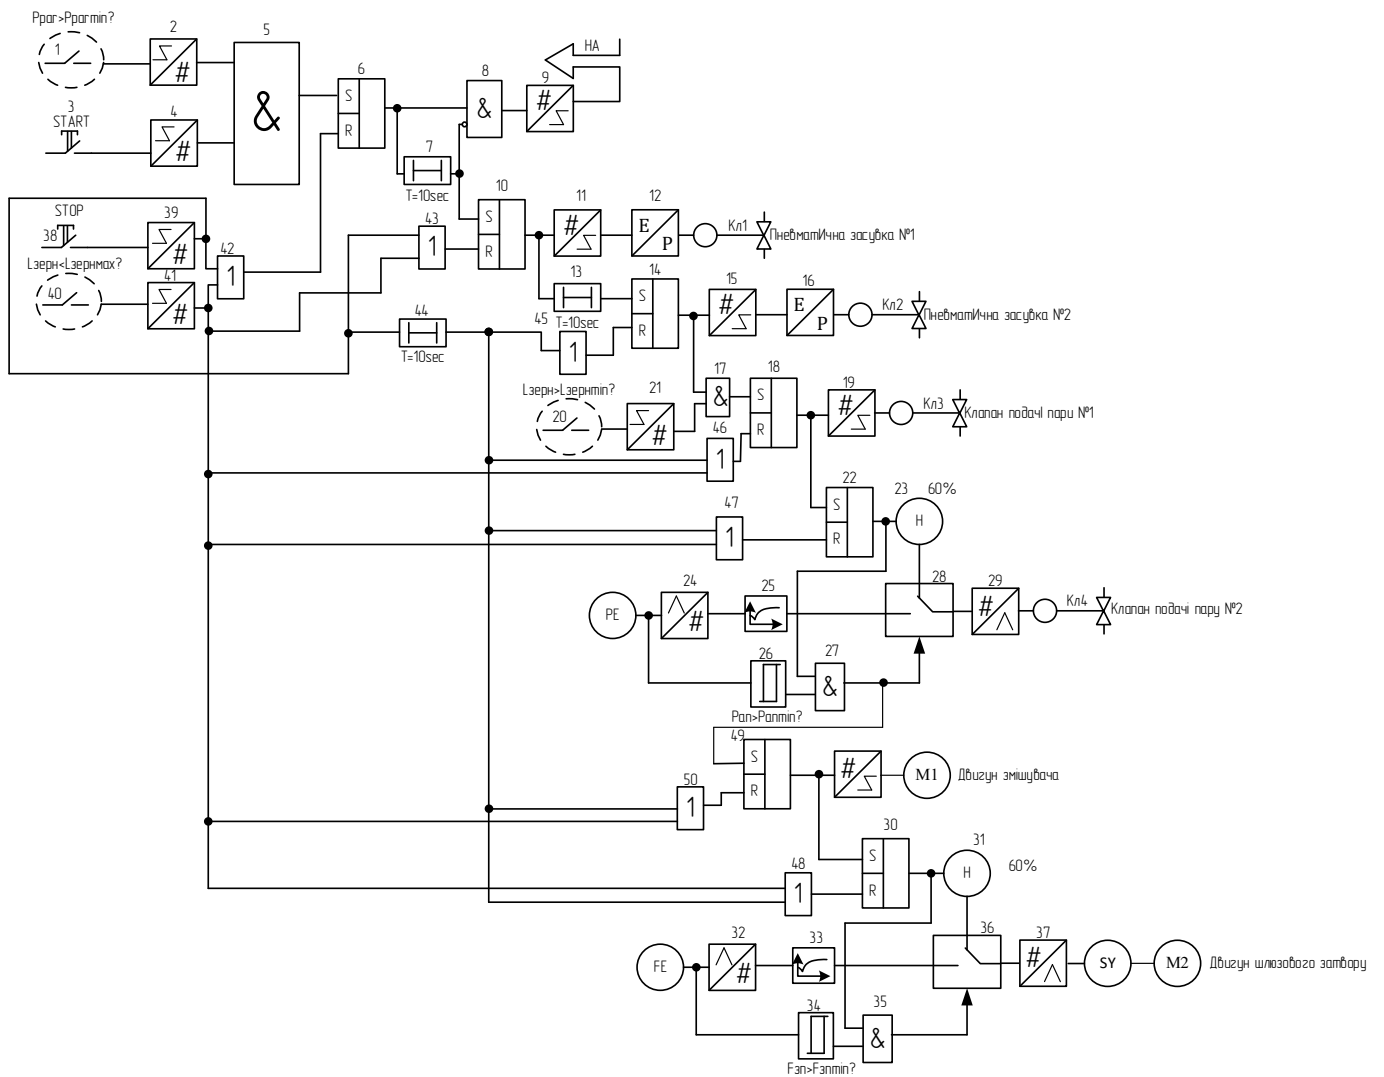 Pраг>Pрагmin?
1
2
5
3
START
4
&
6
S
R
7
T=10sec
8
&
9
НА
10
S
R
11
12
E
P
Кл1
ПневматИчна засувка №1
STOP
38
39
Lзерн<Lзернмах?
40
41
42
1
43
1
44
T=10sec
45
1
13
T=10sec
14
S
R
15
16
E
P
Кл2
ПневматИчна засувка №2
17
&
18
S
R
19
Кл3
Клапан подачі пари №1
Lзерн>Lзернmin?
20
21
46
1
47
1
22
S
R
23
60%
H
PE
24
25
26
Pап>Pапmin?
27
&
28
29
Кл4
Клапан подачі пару №2
49
S
R
50
1
M1
Двигун змішувача
48
1
30
S
R
31
60%
H
FE
32
33
34
Fзп>Fзпmin?
35
&
36
37
SY
M2
Двигун шлюзового затвору